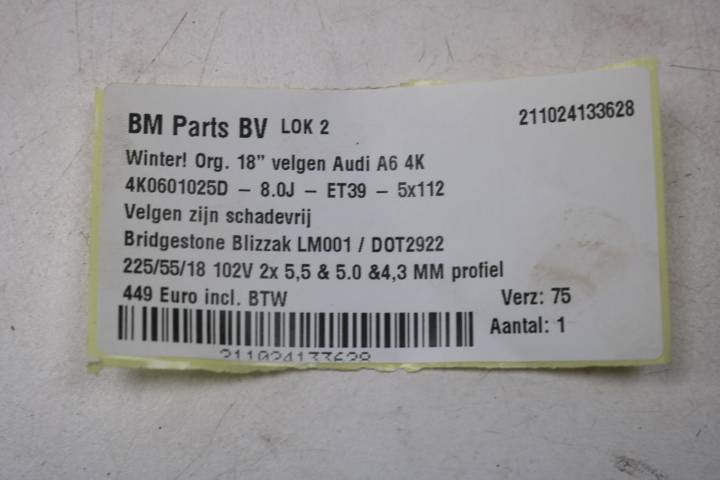 BM Parts BV LOK 2 211024133628
Winter! Org. 18" velgen Audi A6 4K
4K0601025D - 8.0J - ET39 - 5x112
Velgen zijn schadevrij
Bridgestone Blizzak LM001 / DOT2922
225/55/18 102V 2x 5,5 & 5.0 &4,3 MM profiel
449 Euro incl. BTW Verz: 75
Aantal: 1
211024133628